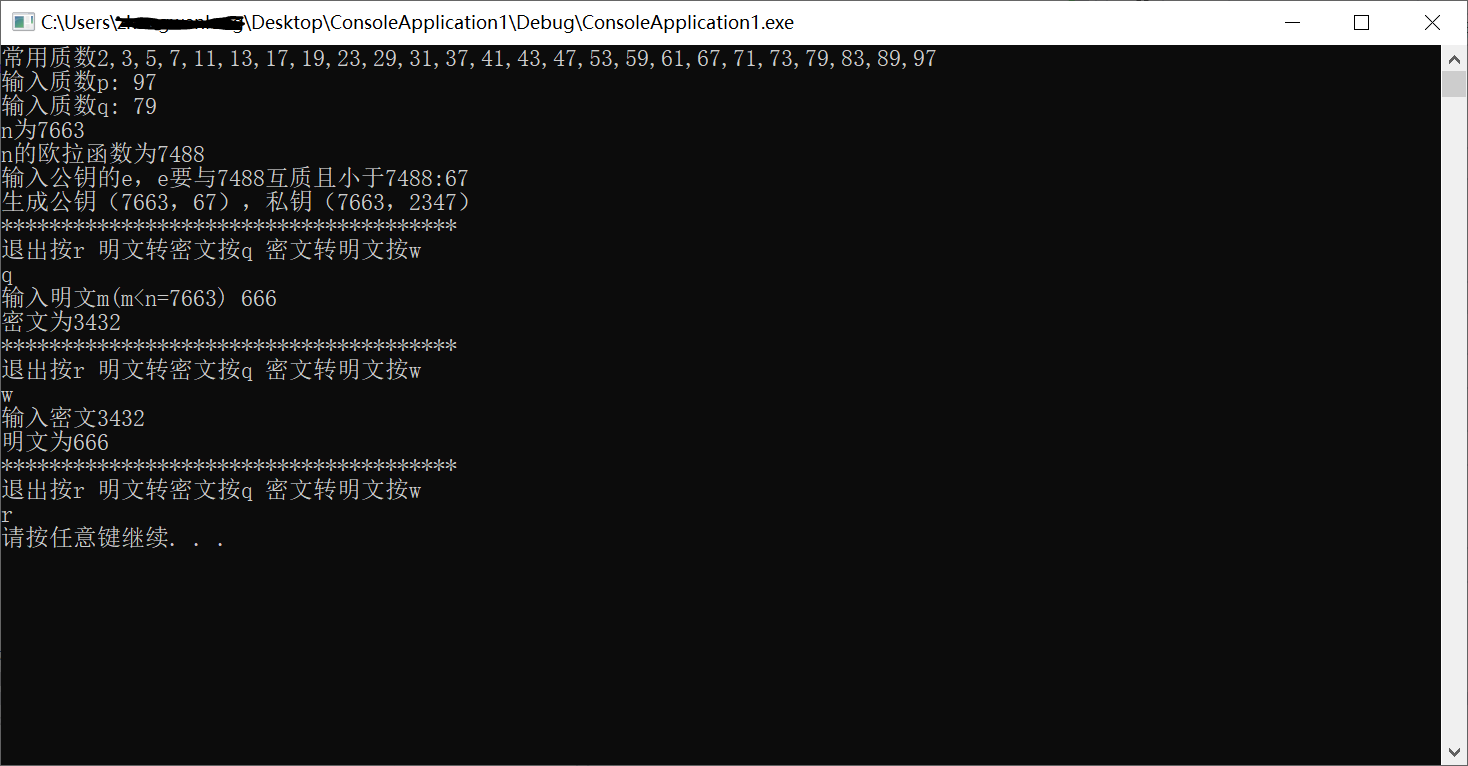 C:\Users\ \Desktop\ConsoleApplication1\Debug\ConsoleApplication1.exe
常用质数2,3,5,7,11,13,17,19,23,29,31,37,41,43,47,53,59,61,67,71,73,79,83,89,97
输入质数p: 97
输入质数q: 79
n为7663
n的欧拉函数为7488
输入公钥的e，e要与7488互质且小于7488:67
生成公钥（7663，67），私钥（7663，2347）
**************************************
退出按r 明文转密文按q 密文转明文按w
q
输入明文m(m<n=7663) 666
密文为3432
**************************************
退出按r 明文转密文按q 密文转明文按w
w
输入密文3432
明文为666
**************************************
退出按r 明文转密文按q 密文转明文按w
r
请按任意键继续. . .